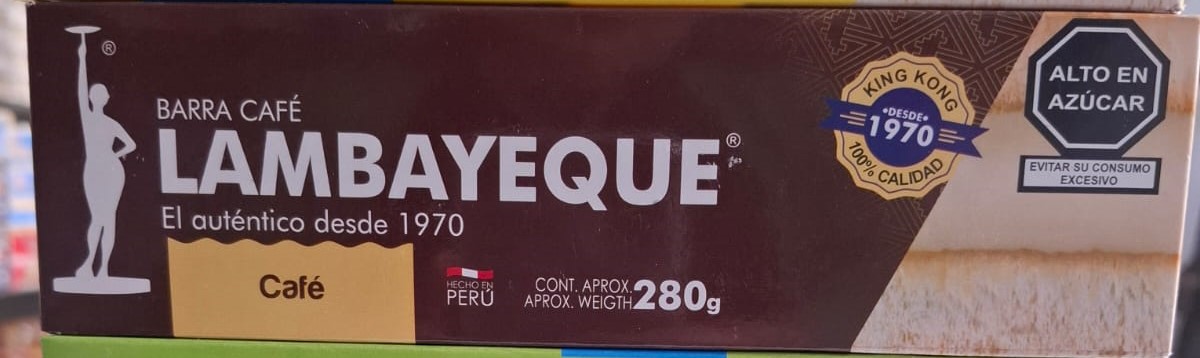 ®
BARRA CAFÉ
LAMBAYEQUE®
El auténtico desde 1970
Café
HECHO EN
PERÚ
CONT. APROX.
APROX. WEIGTH 280g
KING KONG
•DESDE•
1970
100% CALIDAD
ALTO EN
AZÚCAR
EVITAR SU CONSUMO
EXCESIVO